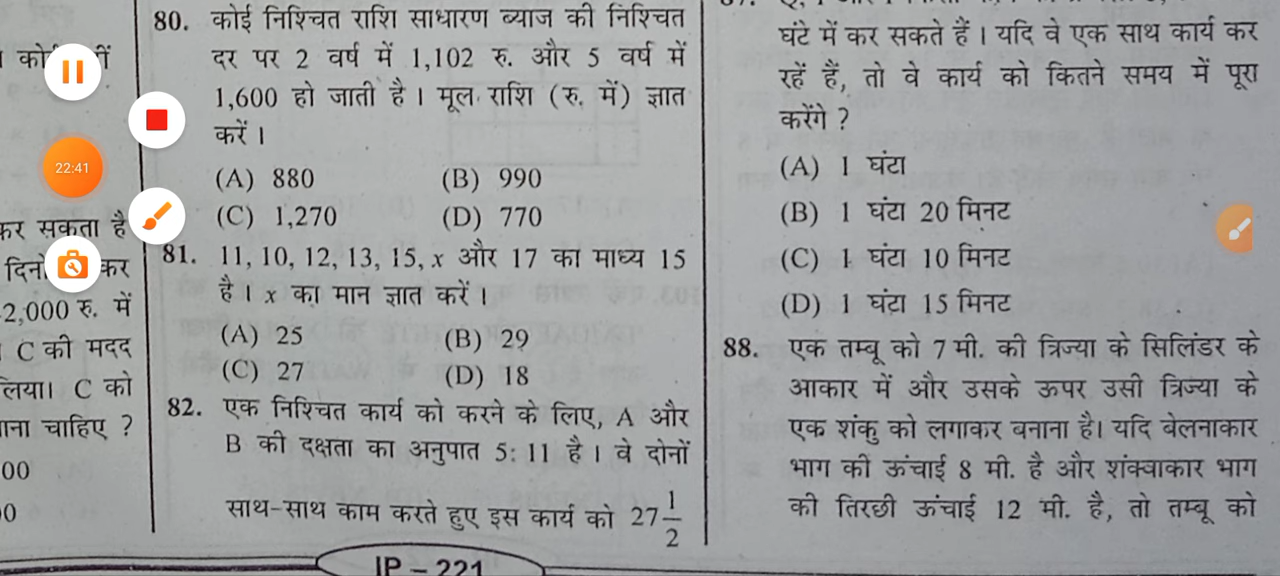 कर सकता है
दिनो
कर
2,000 रु. में
C की मदद
लिया। C को
चाहिए ?
00
22:41
80. कोई निश्चित राशि साधारण ब्याज की निश्चित
दर पर 2 वर्ष में 1,102 रु. और 5 वर्ष में
1,600 हो जाती है । मूल राशि (रु. में) ज्ञात
करें ।
(A) 880 (B) 990
(C) 1,270 (D) 770
81. 11, 10, 12, 13, 15, x और 17 का माध्य 15
है । x का मान ज्ञात करें ।
(A) 25 (B) 29
(C) 27 (D) 18
82. एक निश्चित कार्य को करने के लिए, A और
B की दक्षता का अनुपात 5: 11 है । वे दोनों
साथ-साथ काम करते हुए इस कार्य को 27 1/2
घंटे में कर सकते हैं । यदि वे एक साथ कार्य कर
रहें हैं, तो वे कार्य को कितने समय में पूरा
करेंगे ?
(A) 1 घंटा
(B) 1 घंटा 20 मिनट
(C) 1 घंटा 10 मिनट
(D) 1 घंटा 15 मिनट
88. एक तम्बू को 7 मी. की त्रिज्या के सिलिंडर के
आकार में और उसके ऊपर उसी त्रिज्या के
एक शंकु को लगाकर बनाना है। यदि बेलनाकार
भाग की ऊंचाई 8 मी. है और शंक्वाकार भाग
की तिरछी ऊंचाई 12 मी. है, तो तम्बू को
IP – 221